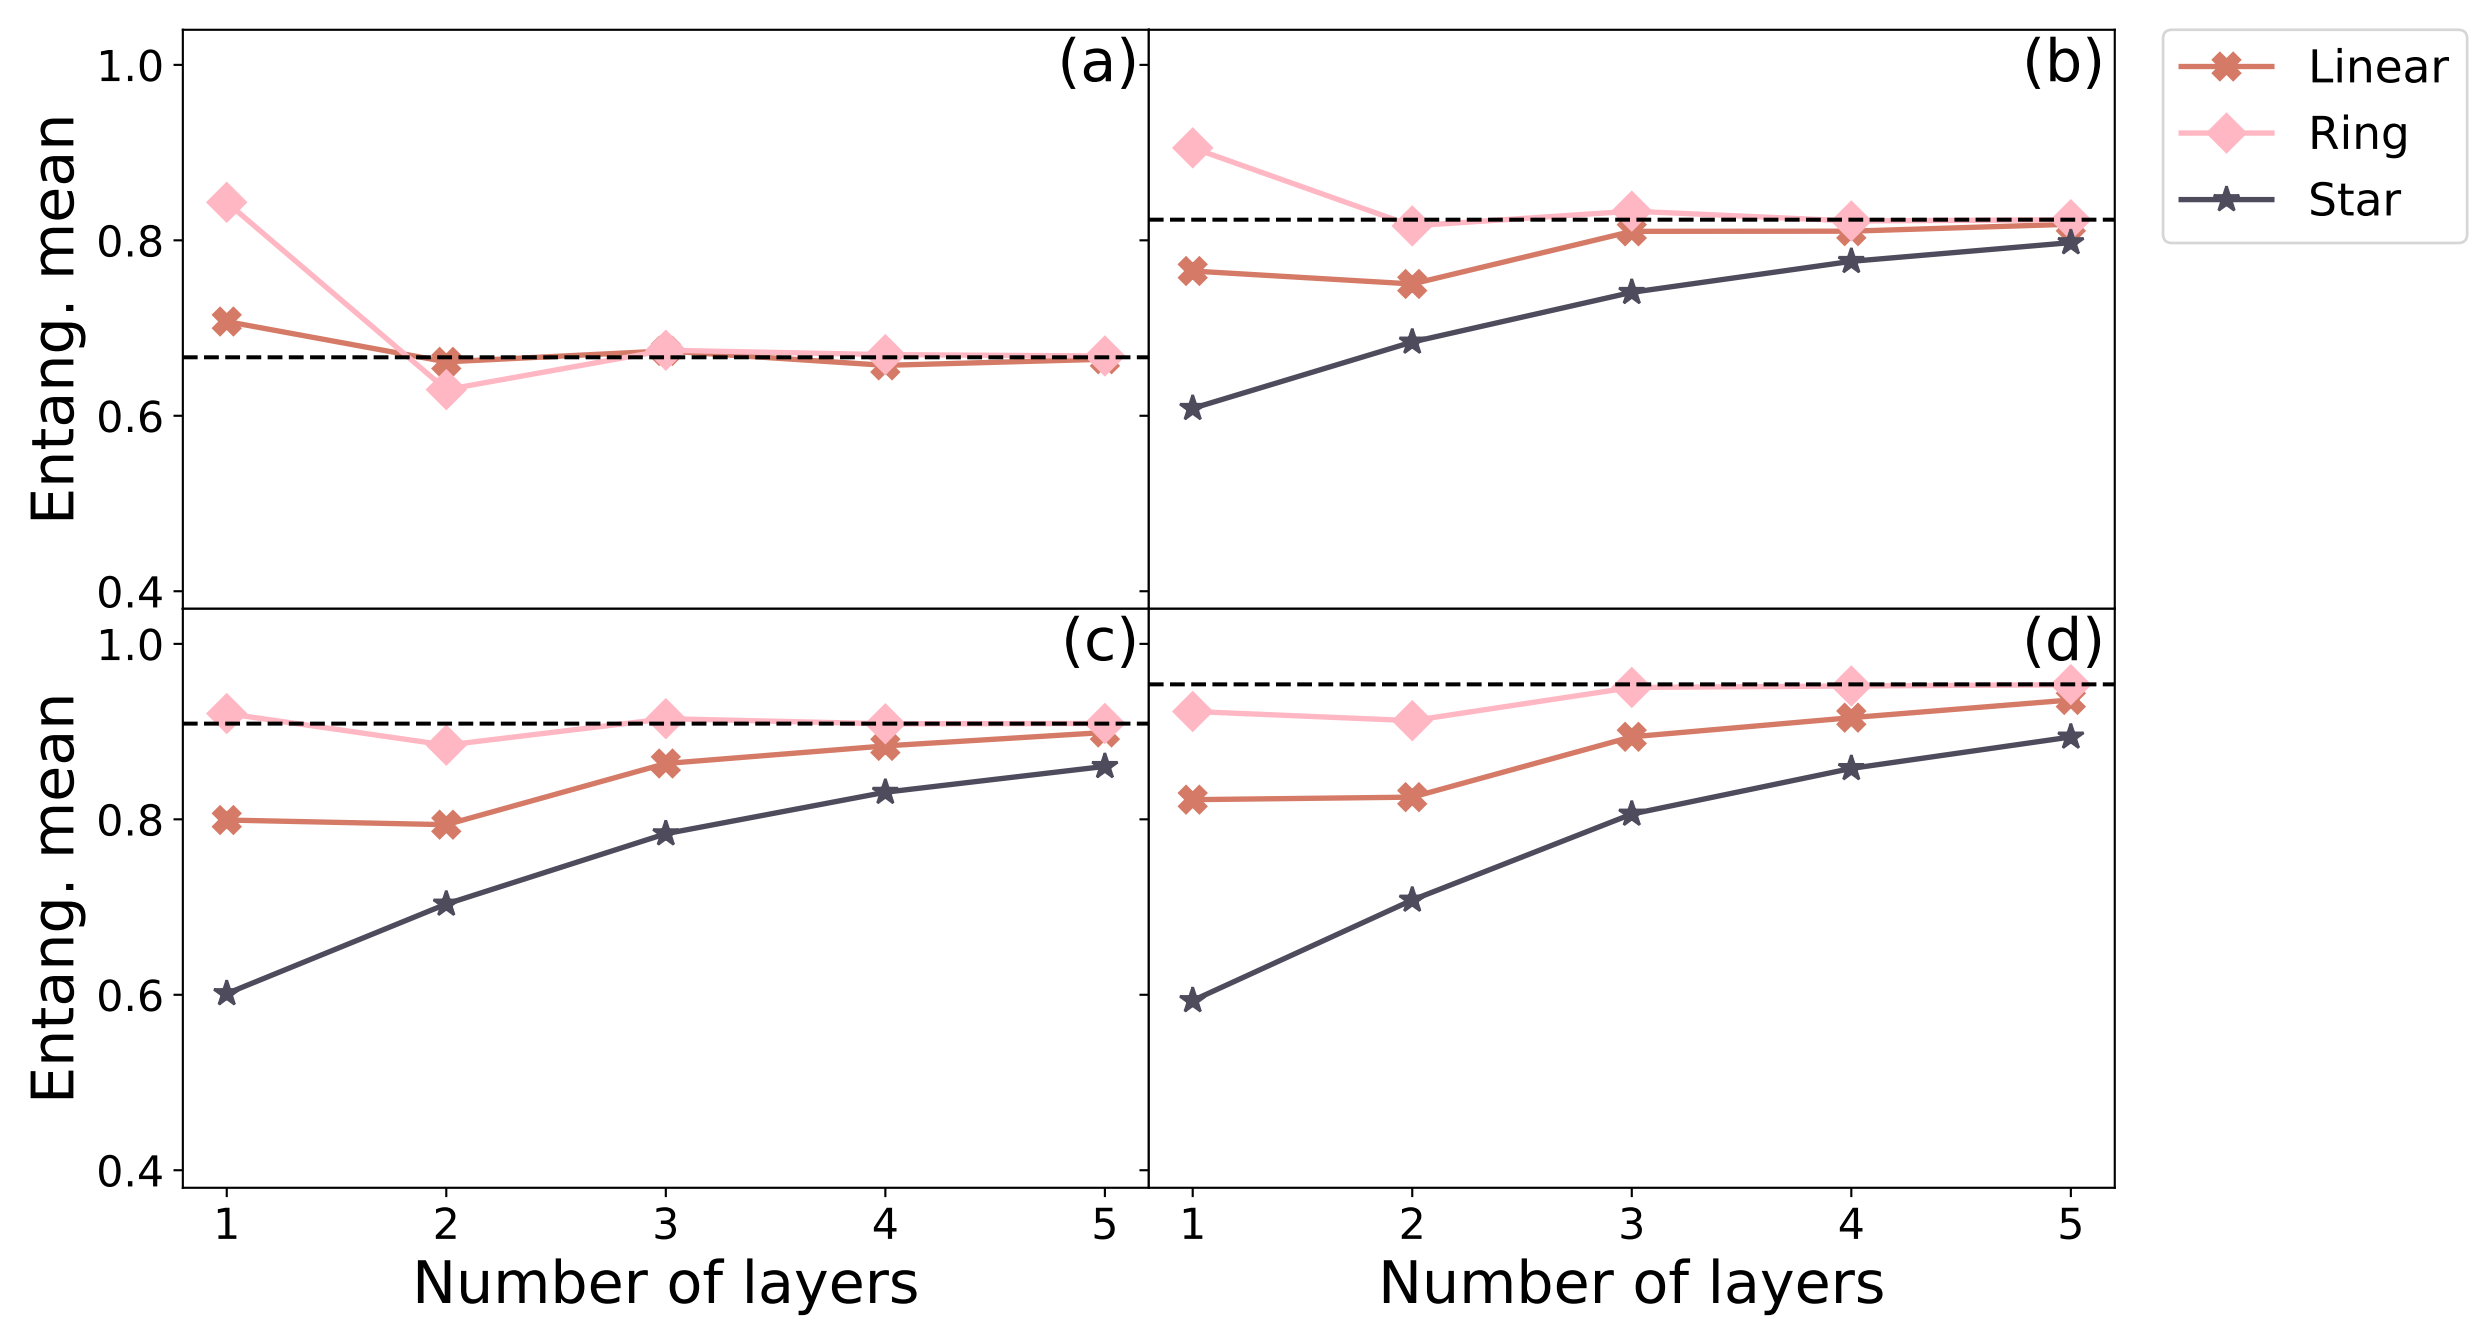 (a)
1.0
0.8
0.6
0.4
Entang. mean
(b)
Linear
Ring
Star
(c)
1.0
0.8
0.6
0.4
Entang. mean
1 2 3 4 5
Number of layers
(d)
1 2 3 4 5
Number of layers